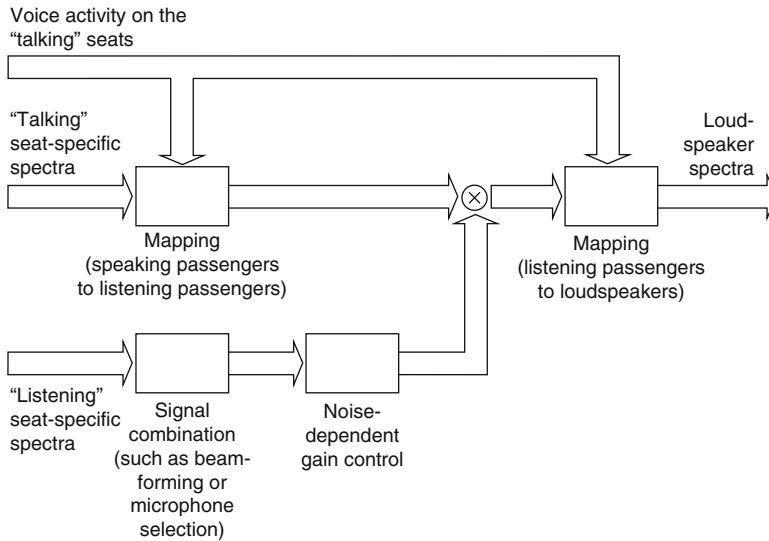 Voice activity on the
“talking” seats
“Talking”
seat-specific
spectra
Loud-
speaker
spectra
×
Mapping
(speaking passengers
to listening passengers)
Mapping
(listening passengers
to loudspeakers)
“Listening”
seat-specific
spectra
Signal
combination
(such as beam-
forming or
microphone
selection)
Noise-
dependent
gain control